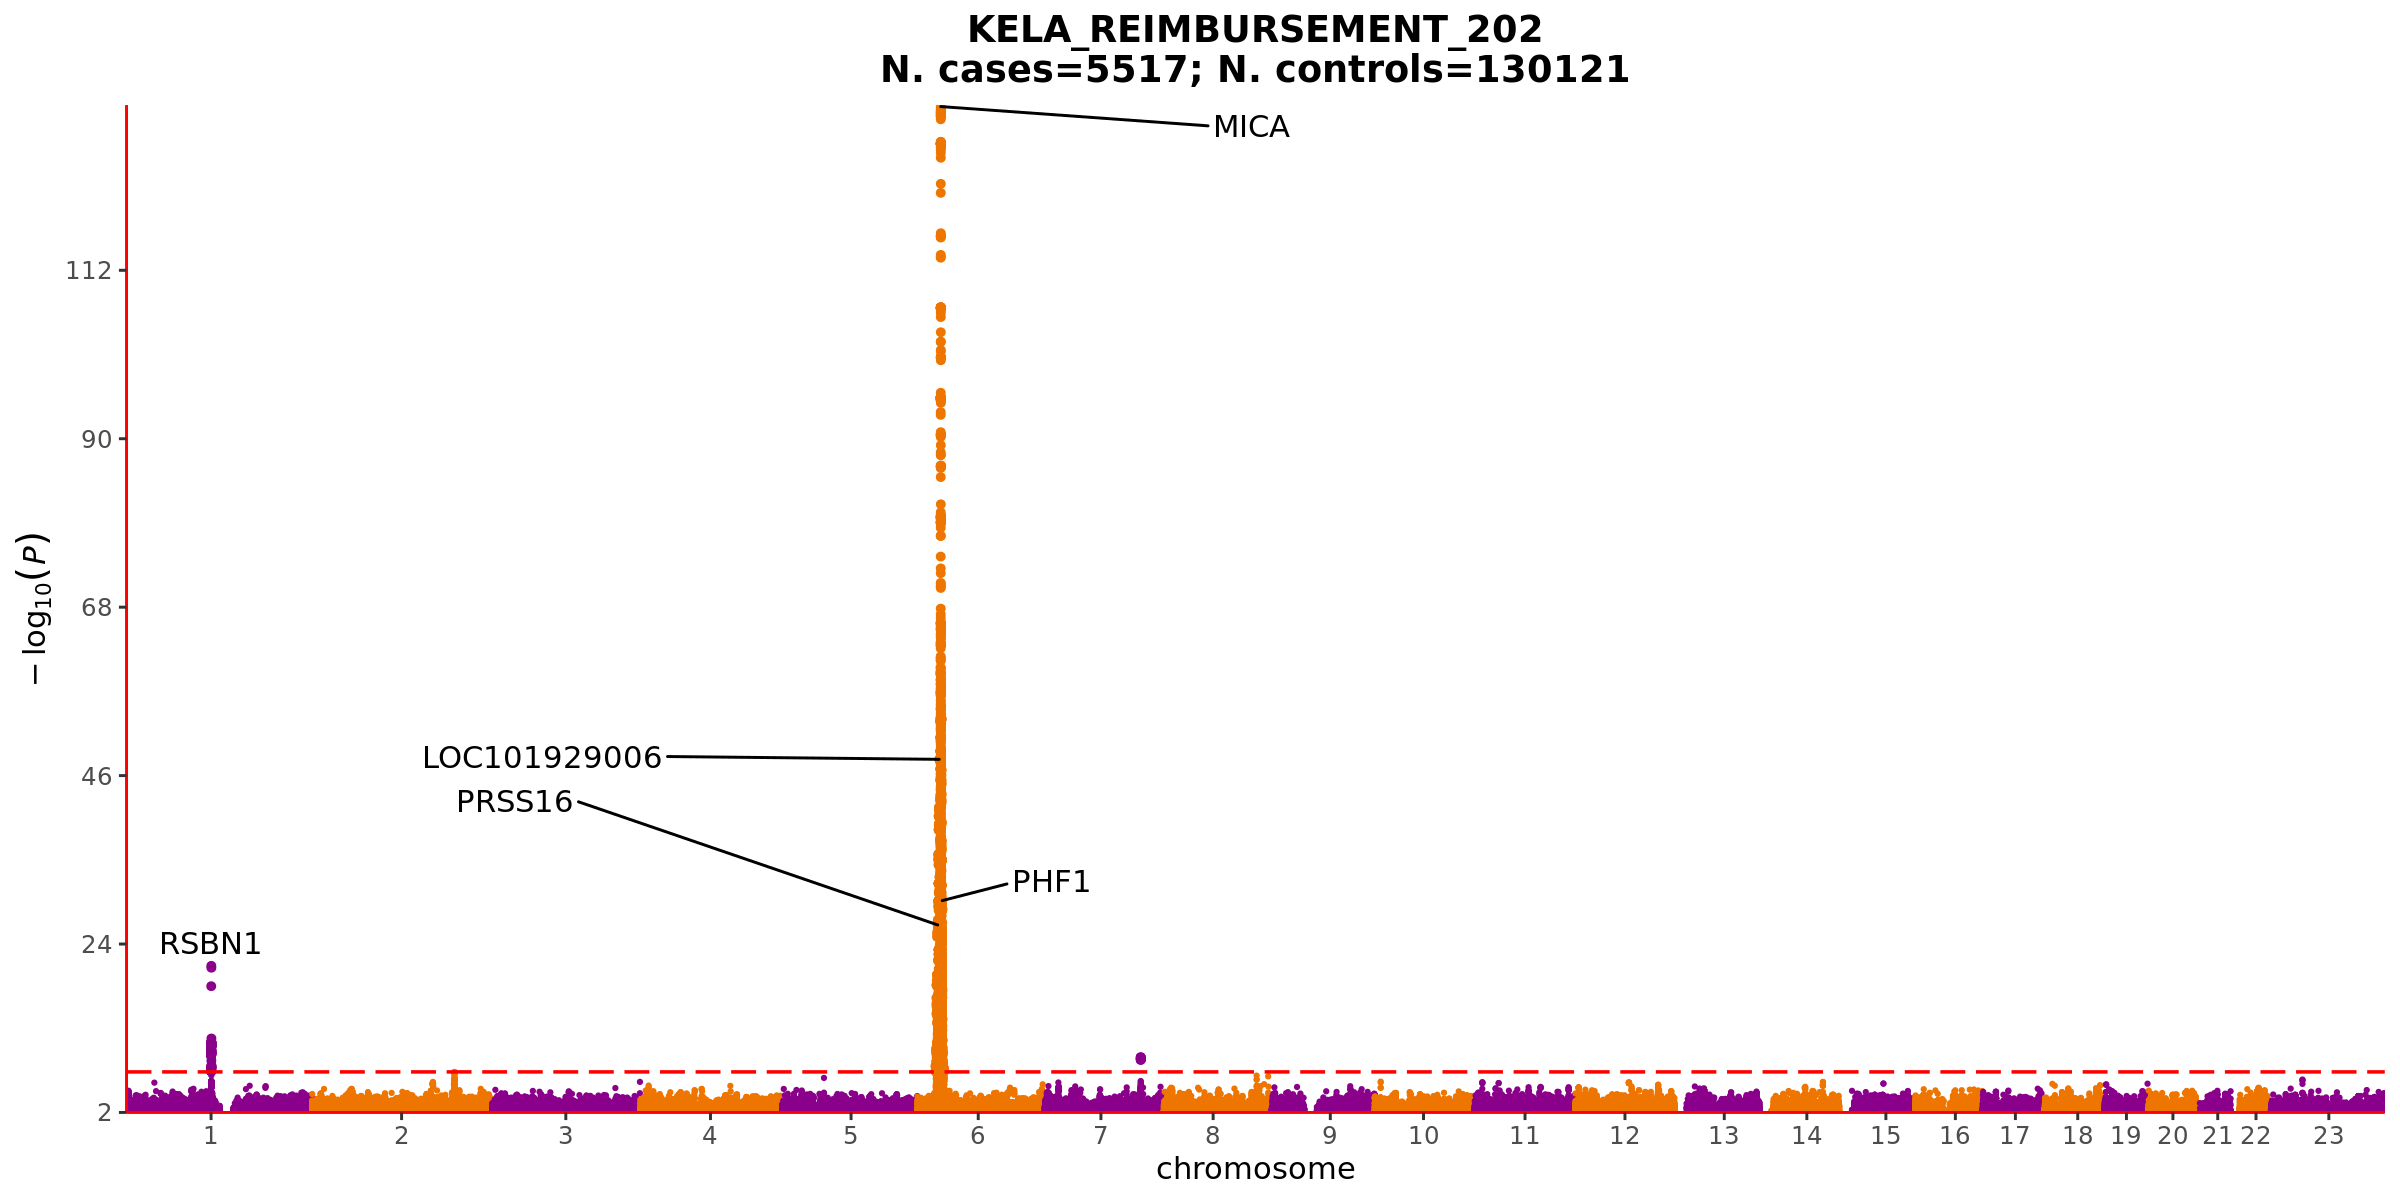 KELA_REIMBURSEMENT_202
N. cases=5517; N. controls=130121
MICA
112
90
68
LOC101929006
46
PRSS16
PHF1
24
RSBN1
2
−log10(P)
1 2 3 4 5 6 7 8 9 10 11 12 13 14 15 16 17 18 19 20 21 22 23
chromosome